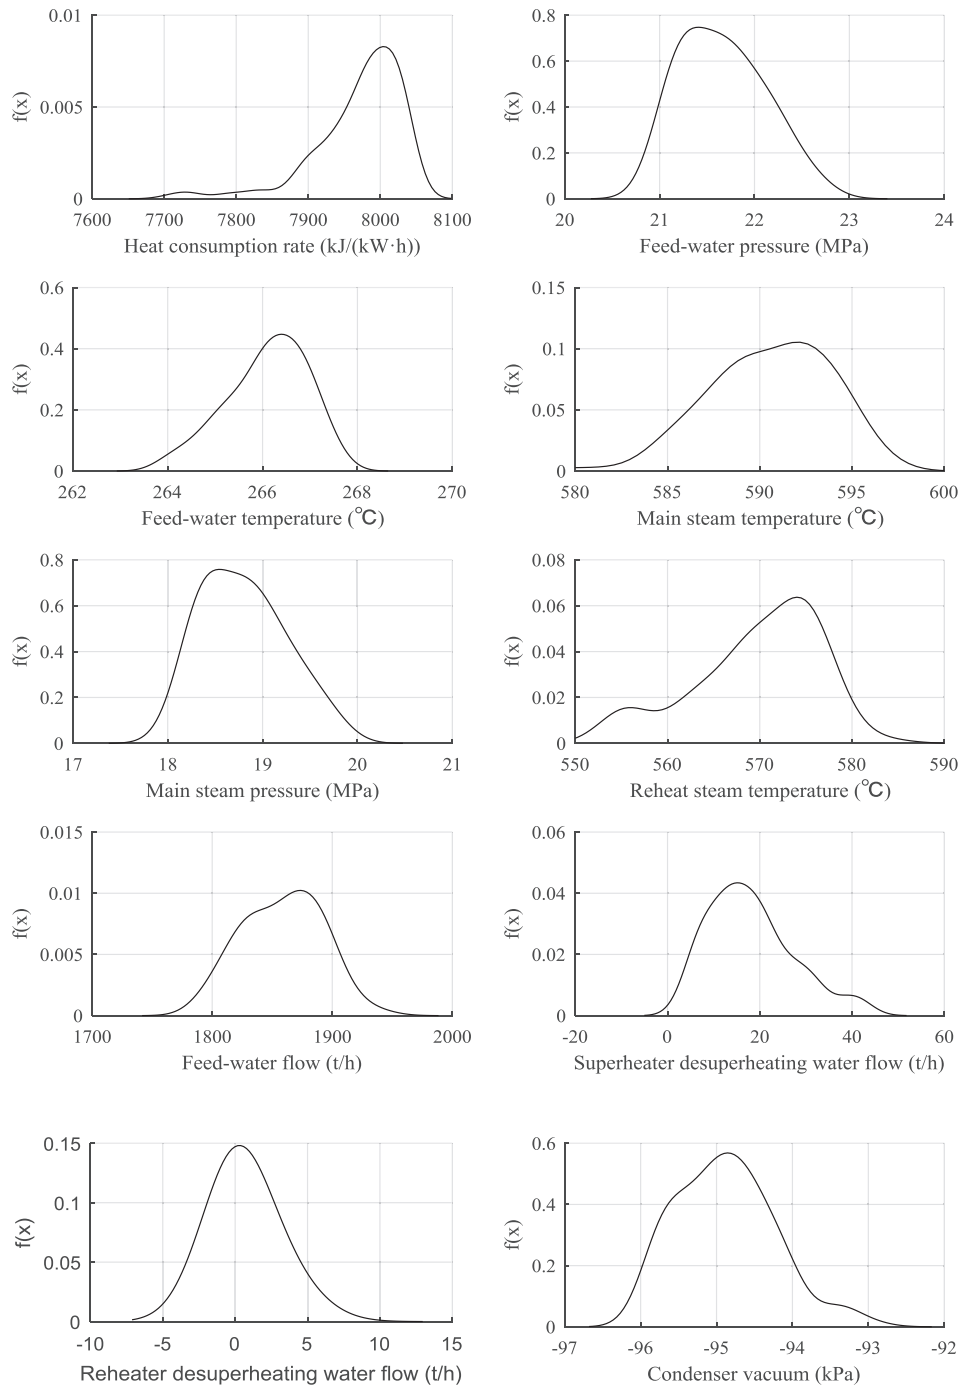 0.01
0.005
0
f(x)
7600 7700 7800 7900 8000 8100
Heat consumption rate (kJ/(kW·h))
0.8
0.6
0.4
0.2
0
f(x)
20 21 22 23 24
Feed-water pressure (MPa)
0.6
0.4
0.2
0
f(x)
262 264 266 268 270
Feed-water temperature (℃)
0.15
0.1
0.05
0
f(x)
580 585 590 595 600
Main steam temperature (℃)
0.8
0.6
0.4
0.2
0
f(x)
17 18 19 20 21
Main steam pressure (MPa)
0.08
0.06
0.04
0.02
0
f(x)
550 560 570 580 590
Reheat steam temperature (℃)
0.015
0.01
0.005
0
f(x)
1700 1800 1900 2000
Feed-water flow (t/h)
0.06
0.04
0.02
0
f(x)
-20 0 20 40 60
Superheater desuperheating water flow (t/h)
0.15
0.1
0.05
0
f(x)
-10 -5 0 5 10 15
Reheater desuperheating water flow (t/h)
0.6
0.4
0.2
0
f(x)
-97 -96 -95 -94 -93 -92
Condenser vacuum (kPa)